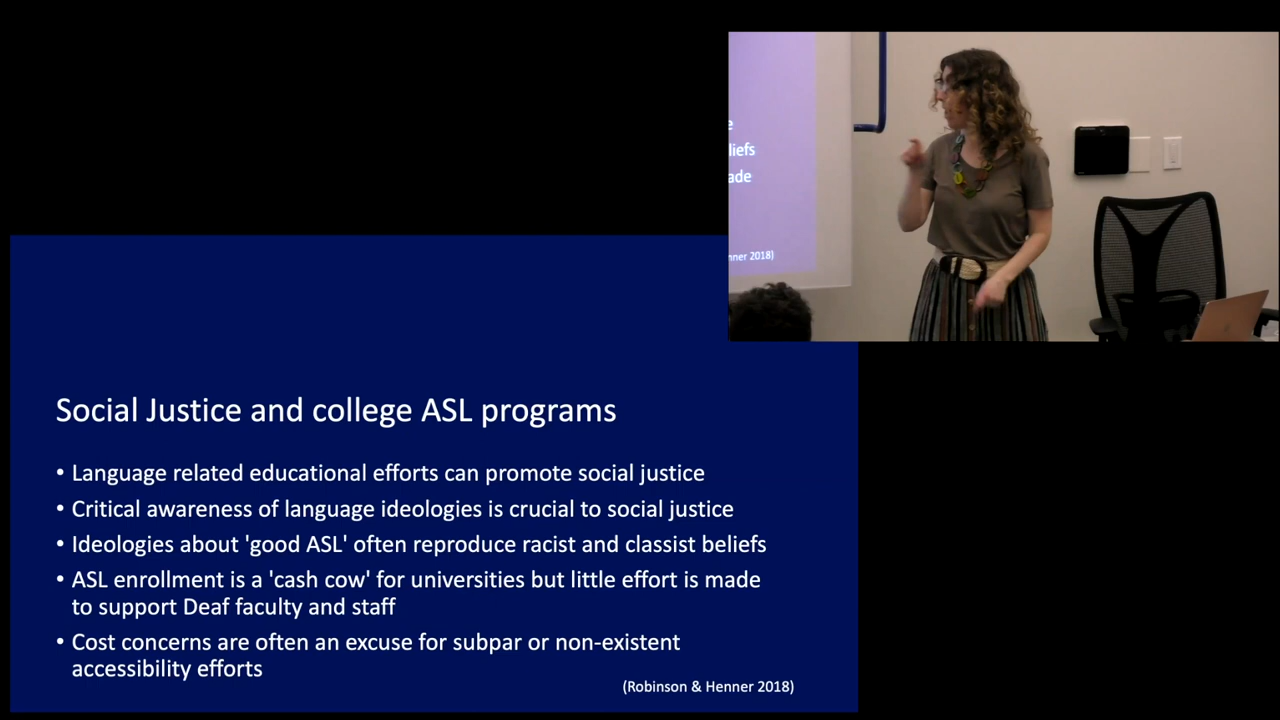 e
liefs
ade
nner 2018)
Social Justice and college ASL programs
• Language related educational efforts can promote social justice
• Critical awareness of language ideologies is crucial to social justice
• Ideologies about 'good ASL' often reproduce racist and classist beliefs
• ASL enrollment is a 'cash cow' for universities but little effort is made
to support Deaf faculty and staff
• Cost concerns are often an excuse for subpar or non-existent
accessibility efforts
(Robinson & Henner 2018)